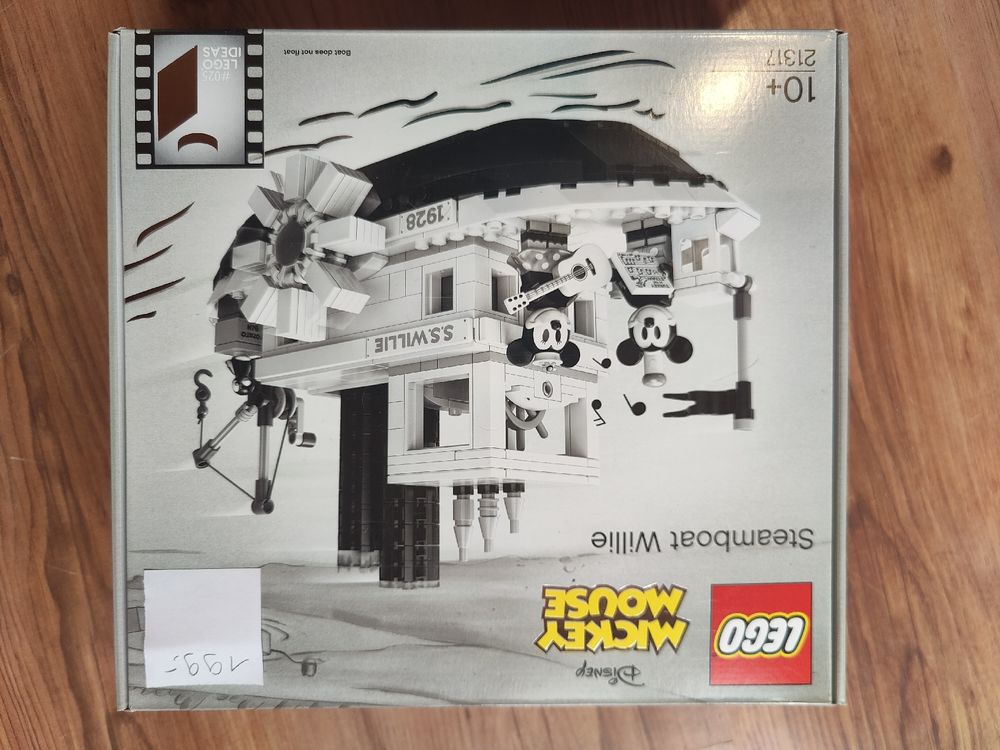 LEGO
Disney
MICKEY
MOUSE
Steamboat Willie
199.-
S.S.WILLIE
1928
10+
21317
Boat does not float
LEGO
IDEAS
#025